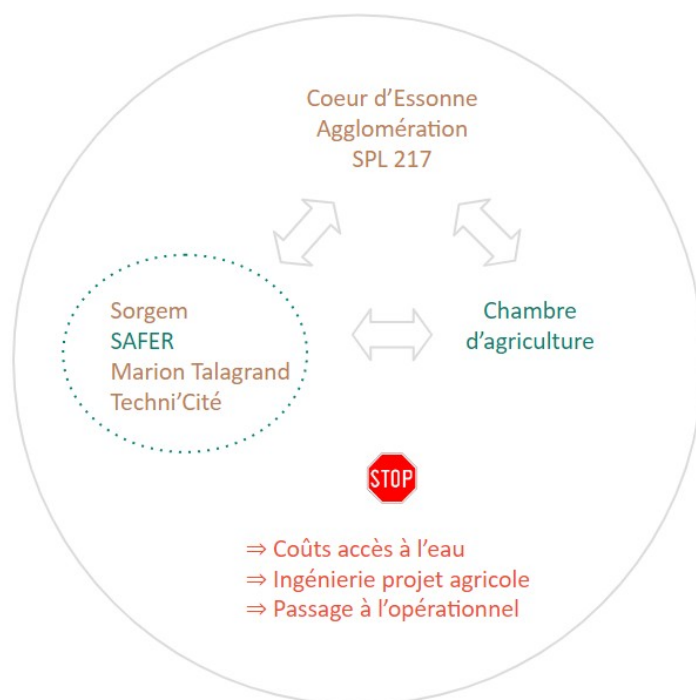 Coeur d'Essonne
Agglomération
SPL 217
Sorgem
SAFER
Marion Talagrand
Techni'Cité
Chambre
d'agriculture
STOP
⇒ Coûts accès à l'eau
⇒ Ingénierie projet agricole
⇒ Passage à l'opérationnel